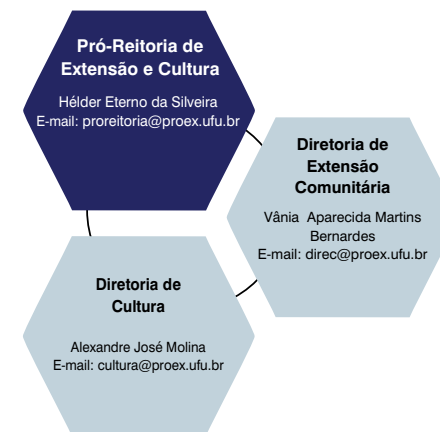 Pró-Reitoria de
Extensão e Cultura
Hélder Eterno da Silveira
E-mail: proreitoria@proex.ufu.br
Diretoria de
Extensão
Comunitária
Vânia Aparecida Martins
Bernardes
E-mail: direc@proex.ufu.br
Diretoria de
Cultura
Alexandre José Molina
E-mail: cultura@proex.ufu.br